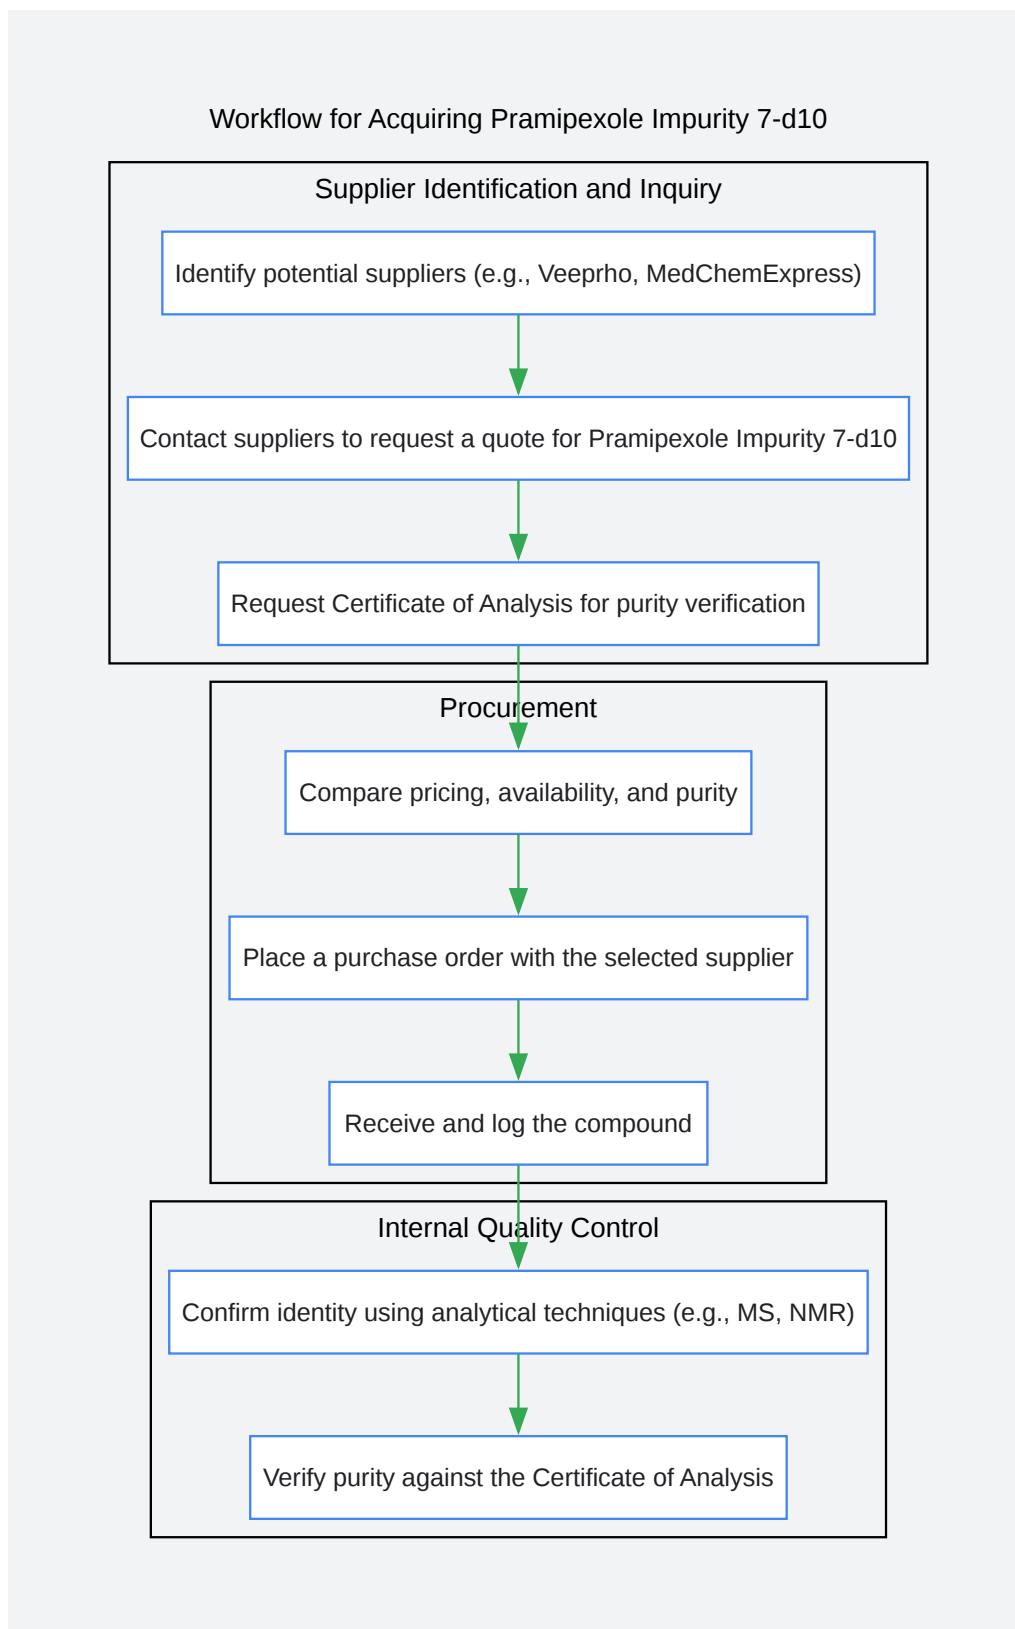 Workflow for Acquiring Pramipexole Impurity 7-d10
Supplier Identification and Inquiry
Identify potential suppliers (e.g., Veeprho, MedChemExpress)
Contact suppliers to request a quote for Pramipexole Impurity 7-d10
Request Certificate of Analysis for purity verification
Procurement
Compare pricing, availability, and purity
Place a purchase order with the selected supplier
Receive and log the compound
Internal Quality Control
Confirm identity using analytical techniques (e.g., MS, NMR)
Verify purity against the Certificate of Analysis